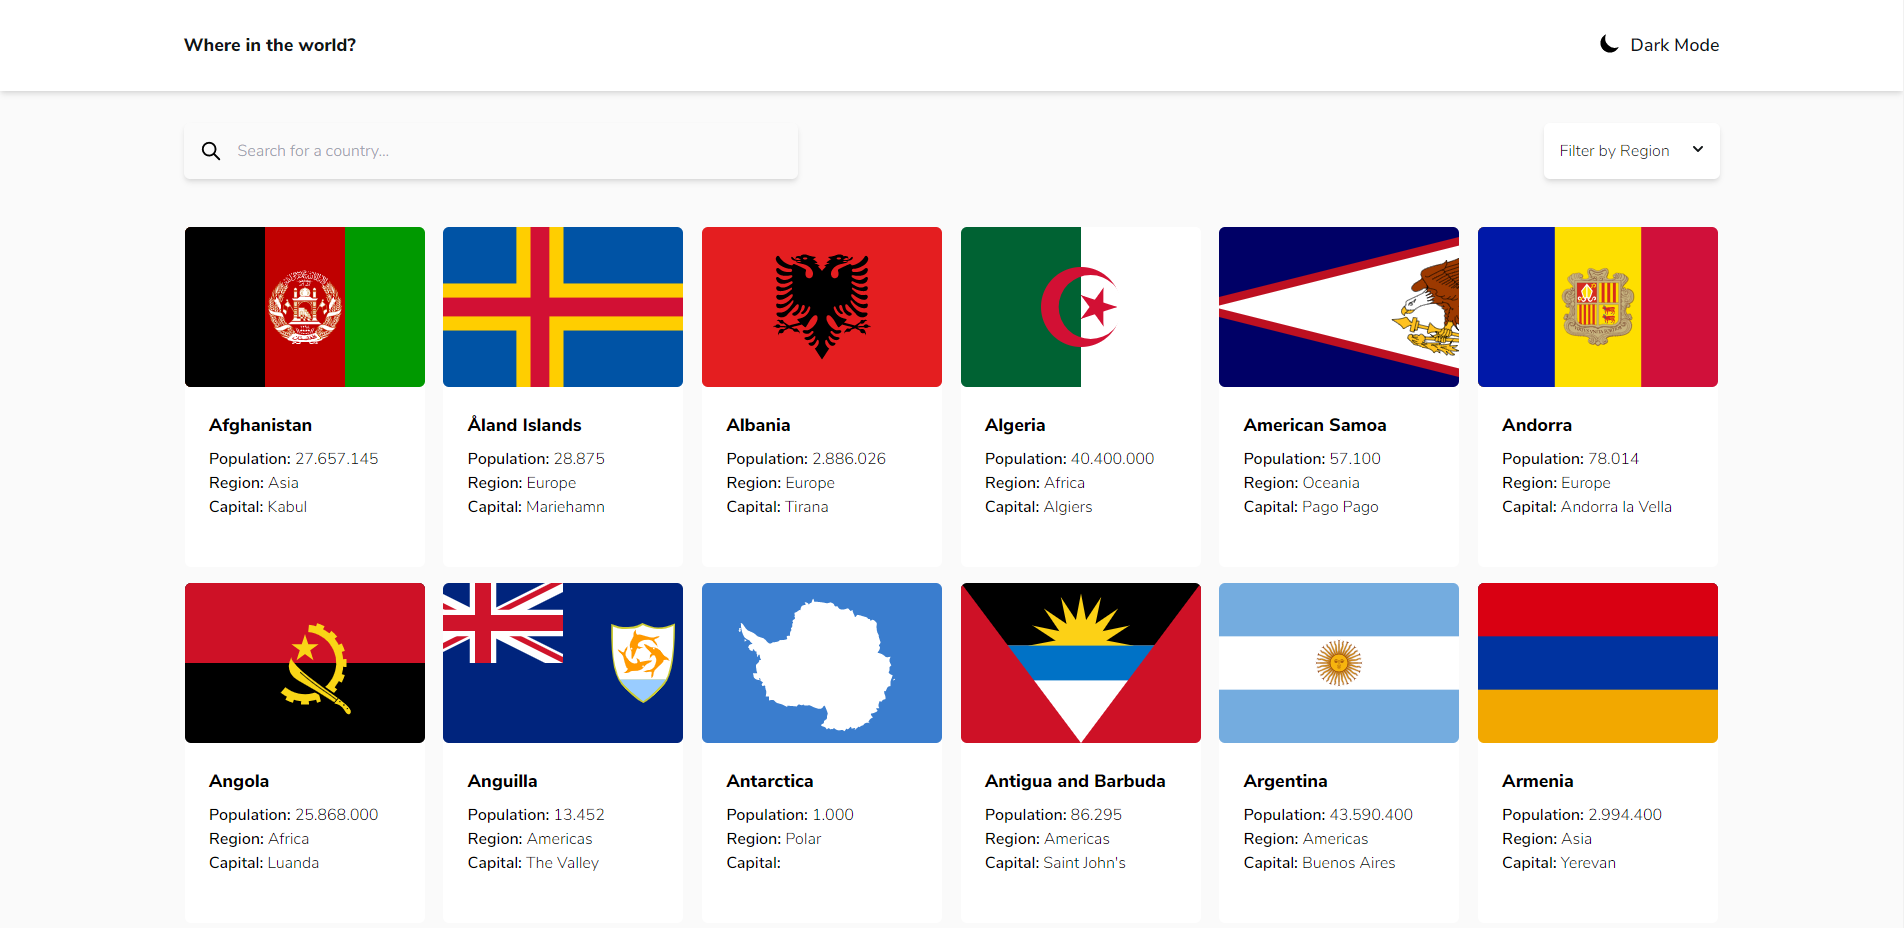 Where in the world?
Dark Mode
Search for a country...
Filter by Region
Afghanistan
Population: 27.657.145
Region: Asia
Capital: Kabul
Åland Islands
Population: 28.875
Region: Europe
Capital: Mariehamn
Albania
Population: 2.886.026
Region: Europe
Capital: Tirana
Algeria
Population: 40.400.000
Region: Africa
Capital: Algiers
American Samoa
Population: 57.100
Region: Oceania
Capital: Pago Pago
Andorra
Population: 78.014
Region: Europe
Capital: Andorra la Vella
Angola
Population: 25.868.000
Region: Africa
Capital: Luanda
Anguilla
Population: 13.452
Region: Americas
Capital: The Valley
Antarctica
Population: 1.000
Region: Polar
Capital:
Antigua and Barbuda
Population: 86.295
Region: Americas
Capital: Saint John's
Argentina
Population: 43.590.400
Region: Americas
Capital: Buenos Aires
Armenia
Population: 2.994.400
Region: Asia
Capital: Yerevan